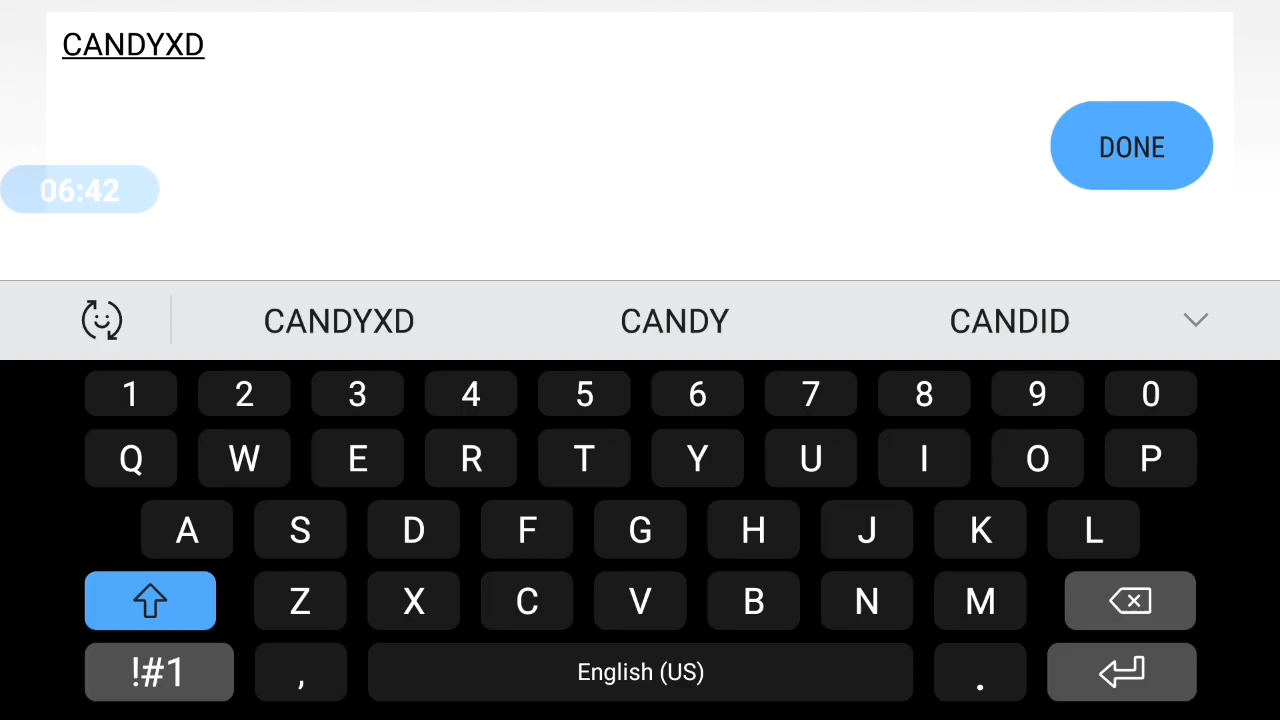 CANDYXD
DONE
06:42
CANDYXD CANDY CANDID
1 2 3 4 5 6 7 8 9 0
Q W E R T Y U I O P
A S D F G H J K L
Z X C V B N M
!#1 , English (US) .